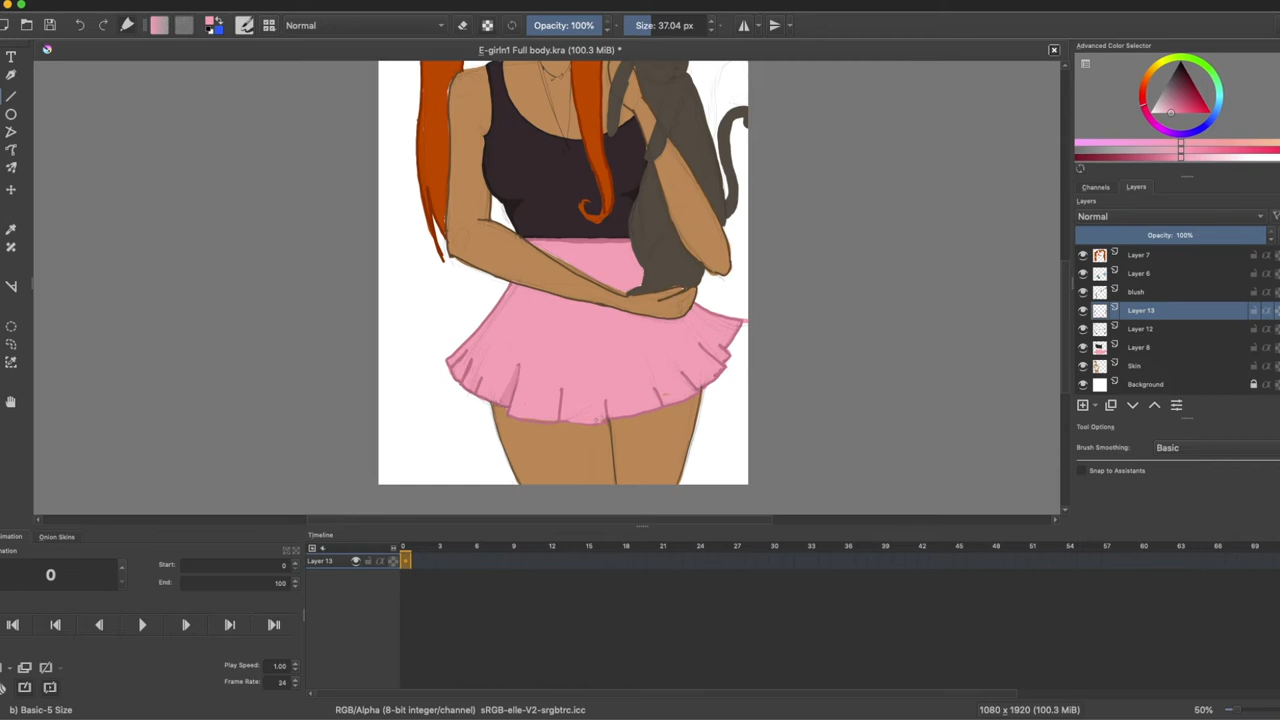 Normal
Opacity: 100%
Size: 37.04 px
E-girln1 Full body.kra (100.3 MiB) *
Advanced Color Selector
Channels
Layers
Layers
Normal
Opacity: 100%
Layer 7
Layer 6
blush
Layer 13
Layer 12
Layer 8
Skin
Background
Tool Options
Brush Smoothing:
Basic
Snap to Assistants
nimation
Onion Skins
Timeline
mation
0
Start:
0
End:
100
0 3 6 9 12 15 18 21 24 27 30 33 36 39 42 45 48 51 54 57 60 63 66 69
Layer 13
Play Speed:
1.00
Frame Rate:
24
b) Basic-5 Size
RGB/Alpha (8-bit integer/channel) sRGB-elle-V2-srgbtrc.icc
1080 x 1920 (100.3 MiB)
50%